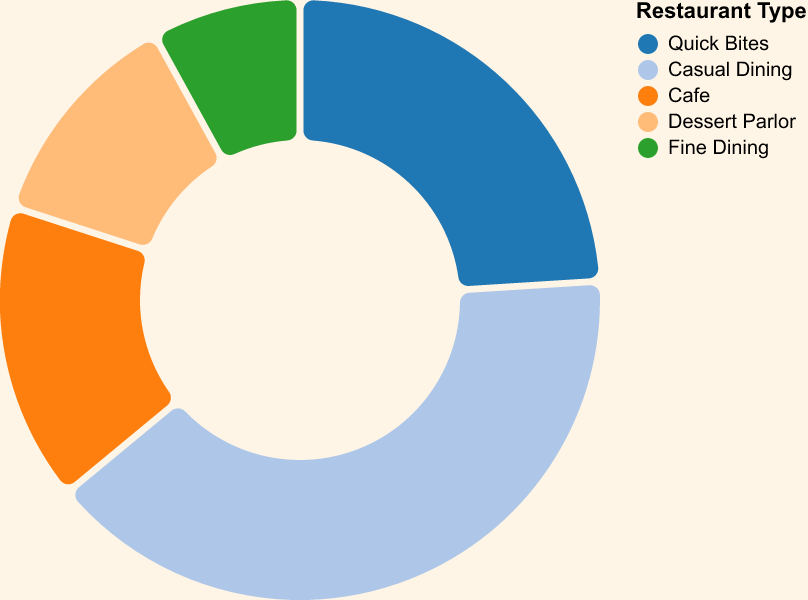 Restaurant Type
Quick Bites
Casual Dining
Cafe
Dessert Parlor
Fine Dining